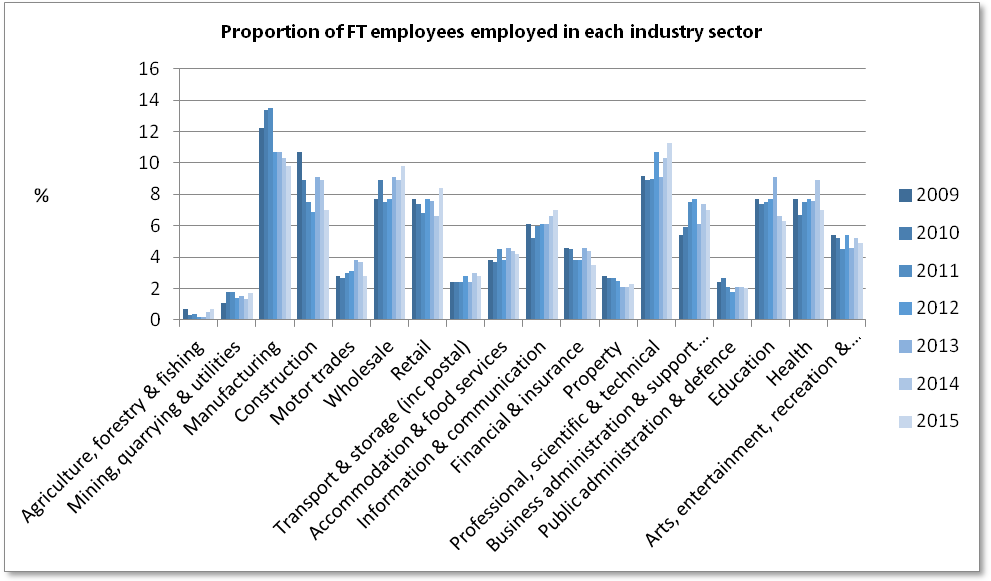 Proportion of FT employees employed in each industry sector
16
14
12
10
8
6
4
2
0
%
Agriculture, forestry & fishing
Mining, quarrying & utilities
Manufacturing
Construction
Motor trades
Wholesale
Retail
Transport & storage (inc postal)
Accommodation & food services
Information & communication
Financial & insurance
Property
Professional, scientific & technical
Business administration & support...
Public administration & defence
Education
Health
Arts, entertainment, recreation &...
2009
2010
2011
2012
2013
2014
2015